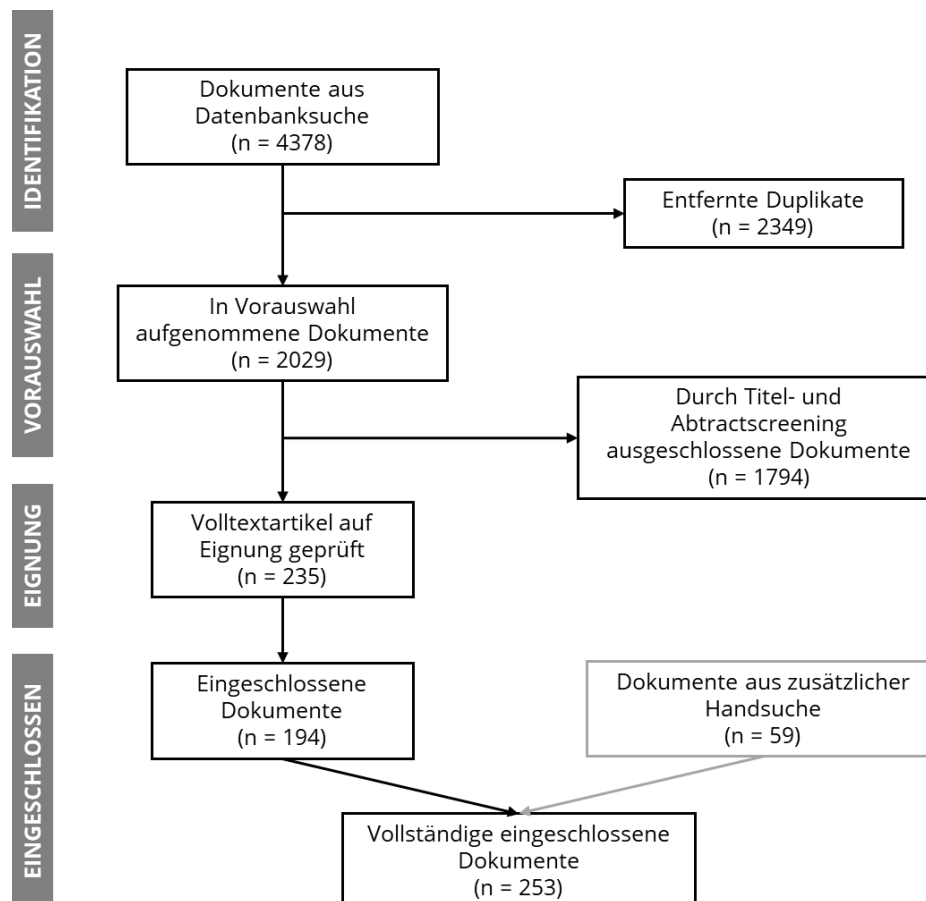 IDENTIFIKATION
Dokumente aus
Datenbanksuche
(n = 4378)
Entfernte Duplikate
(n = 2349)
VORAUSWAHL
In Vorauswahl
aufgenommene Dokumente
(n = 2029)
Durch Titel- und
Abtractscreening
ausgeschlossene Dokumente
(n = 1794)
EIGNUNG
Volltextartikel auf
Eignung geprüft
(n = 235)
EINGESCHLOSSEN
Eingeschlossene
Dokumente
(n = 194)
Dokumente aus zusätzlicher
Handsuche
(n = 59)
Vollständige eingeschlossene
Dokumente
(n = 253)